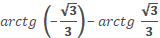 arctg (−√3/3) − arctg √3/3